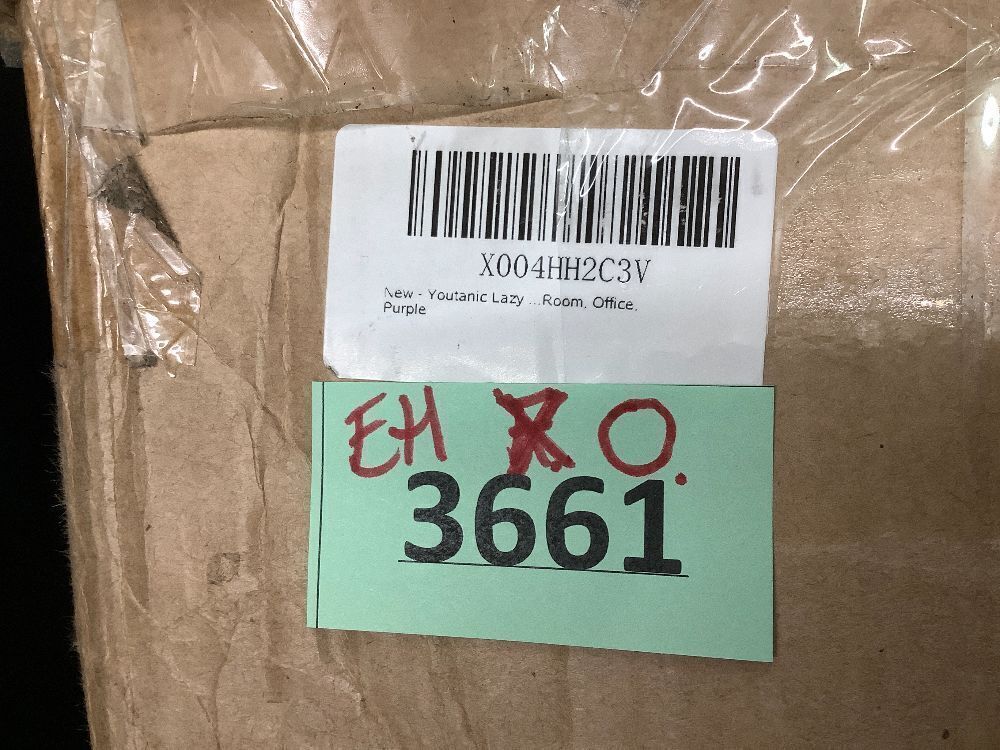 X004HH2C3V
New - Youtanic Lazy ...Room, Office,
Purple
EH O.
3661